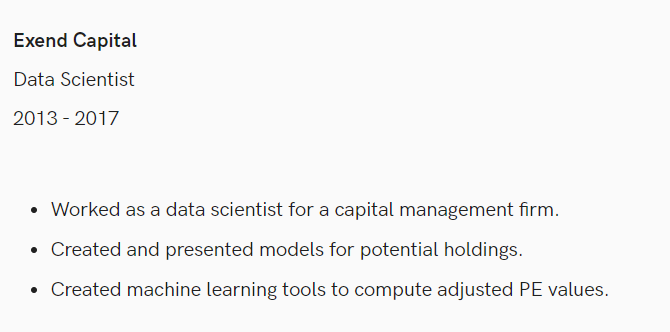 Exend Capital
Data Scientist
2013 - 2017
• Worked as a data scientist for a capital management firm.
• Created and presented models for potential holdings.
• Created machine learning tools to compute adjusted PE values.